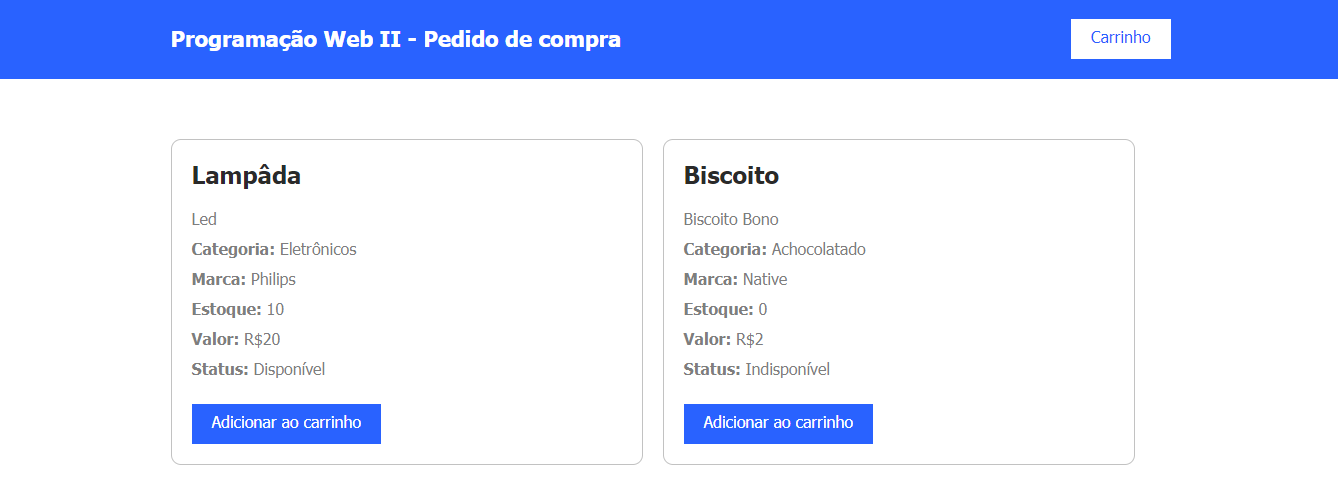 Programação Web II - Pedido de compra
Carrinho
Lampâda
Led
Categoria: Eletrônicos
Marca: Philips
Estoque: 10
Valor: R$20
Status: Disponível
Adicionar ao carrinho
Biscoito
Biscoito Bono
Categoria: Achocolatado
Marca: Native
Estoque: 0
Valor: R$2
Status: Indisponível
Adicionar ao carrinho